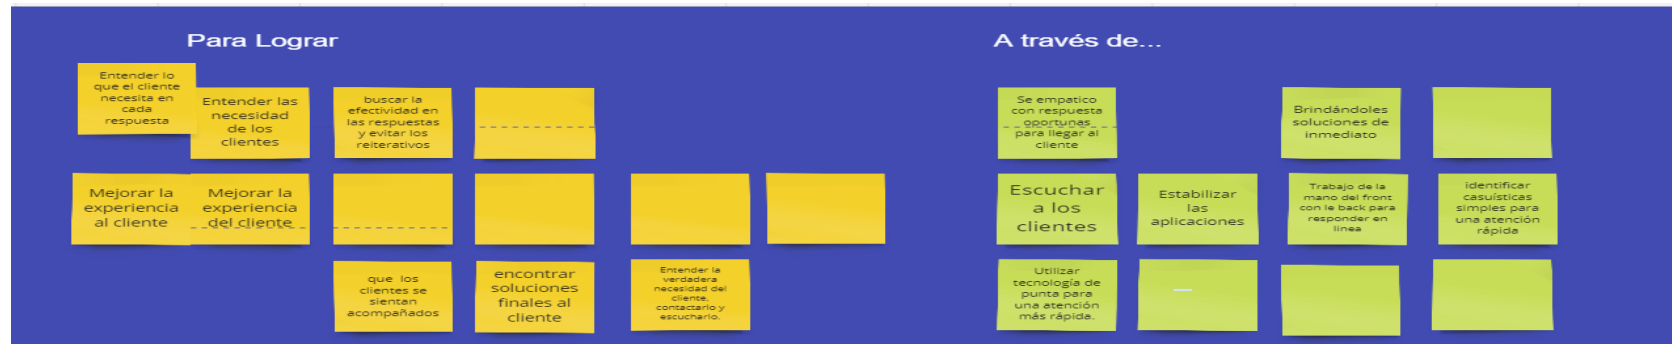 Para Lograr
Entender lo
que el cliente
necesita en
cada
respuesta
Entender las
necesidad
de los
clientes
buscar la
efectividad en
las respuestas
y evitar los
reiterativos
Mejorar la
experiencia
al cliente
Mejorar la
experiencia
del cliente
que los
clientes se
sientan
acompañados
encontrar
soluciones
finales al
cliente
Entender la
verdadera
necesidad del
cliente,
contactarlo y
escucharlo.
A través de...
Se empatico
con respuesta
oportunas
para llegar al
cliente
Brindándoles
soluciones de
inmediato
Escuchar
a los
clientes
Estabilizar
las
aplicaciones
Trabajo de la
mano del front
con le back para
responder en
linea
identificar
casuísticas
simples para
una atención
rápida
Utilizar
tecnología de
punta para
una atención
más rápida.